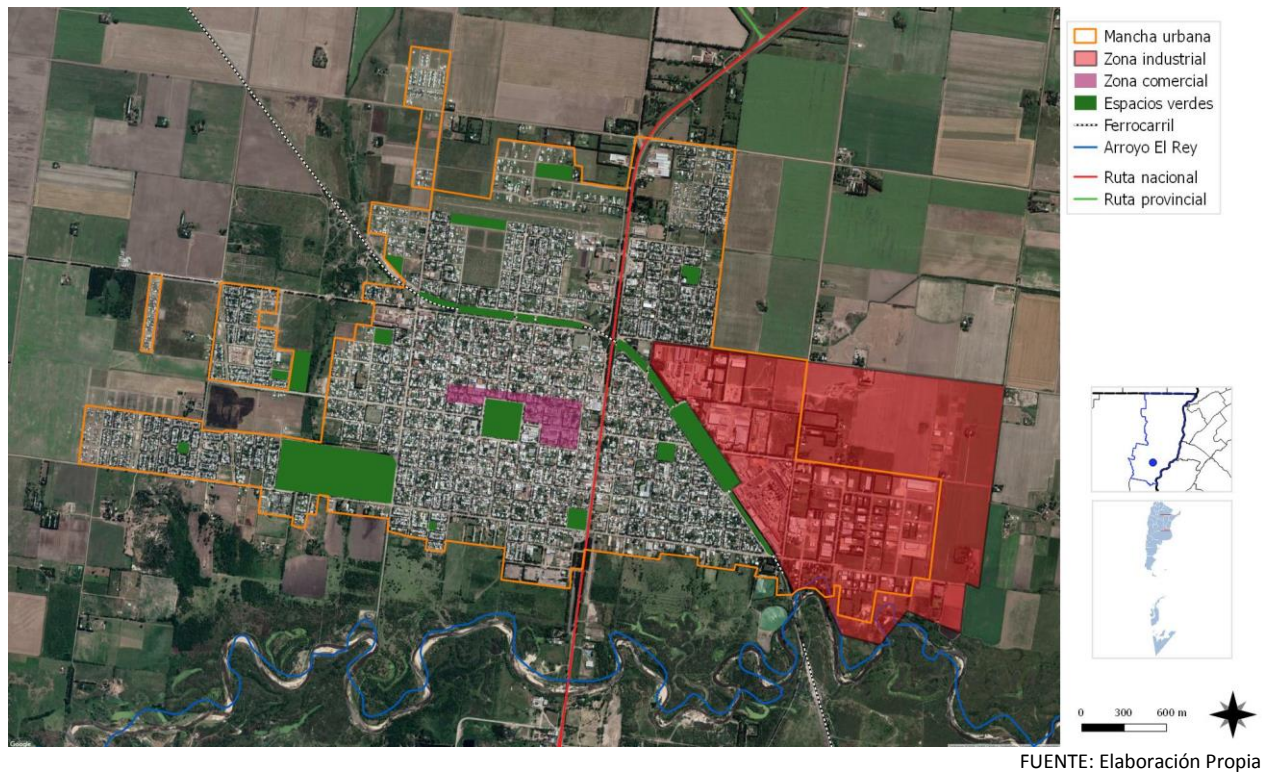 Mancha urbana
Zona industrial
Zona comercial
Espacios verdes
Ferrocarril
Arroyo El Rey
Ruta nacional
Ruta provincial
0 300 600 m
Google
FUENTE: Elaboración Propia